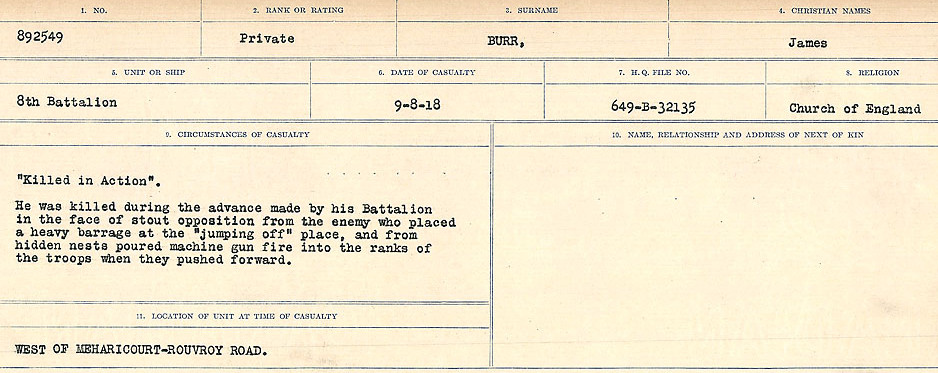 1. NO.
2. RANK OR RATING
3. SURNAME
4. CHRISTIAN NAMES
892549
Private
BURR,
James
5. UNIT OR SHIP
6. DATE OF CASUALTY
7. H.Q. FILE NO.
8. RELIGION
8th Battalion
9-8-18
649-B-32135
Church of England
9. CIRCUMSTANCES OF CASUALTY
10. NAME, RELATIONSHIP AND ADDRESS OF NEXT OF KIN
"Killed in Action".
He was killed during the advance made by his Battalion
in the face of stout opposition from the enemy who placed
a heavy barrage at the "jumping off" place, and from
hidden nests poured machine gun fire into the ranks of
the troops when they pushed forward.
11. LOCATION OF UNIT AT TIME OF CASUALTY
WEST OF MEHARICOURT-ROUVROY ROAD.